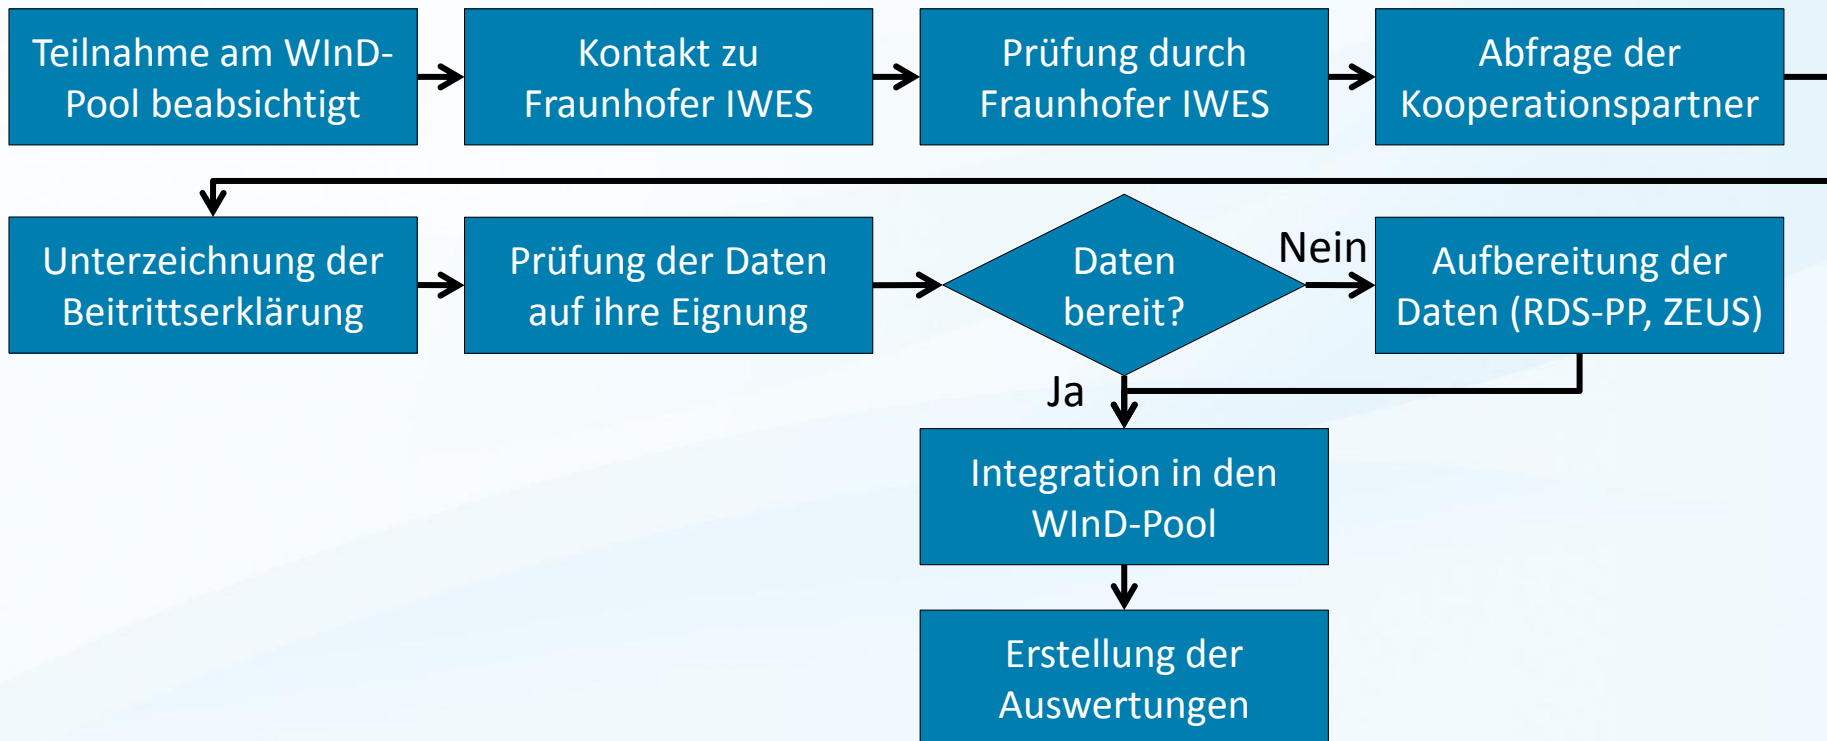 Teilnahme am WInD-
Pool beabsichtigt
Kontakt zu
Fraunhofer IWES
Prüfung durch
Fraunhofer IWES
Abfrage der
Kooperationspartner
Unterzeichnung der
Beitrittserklärung
Prüfung der Daten
auf ihre Eignung
Daten
bereit?
Nein
Aufbereitung der
Daten (RDS-PP, ZEUS)
Ja
Integration in den
WInD-Pool
Erstellung der
Auswertungen